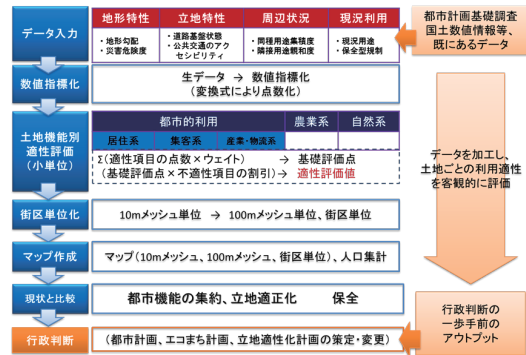 データ入力
地形特性
立地特性
周辺状況
現況利用
・地形勾配
・災害危険度
・道路基盤状態
・公共交通のアク
セシビリティ
・同種用途集積度
・隣接用途親和度
・現況用途
・保全型規制
都市計画基礎調査
国土数値情報等、
既にあるデータ
数値指標化
生データ → 数値指標化
(変換式により点数化)
土地機能別
適性評価
(小単位)
都市的利用
農業系
自然系
居住系
集客系
産業・物流系
Σ(適性項目の点数×ウェイト) → 基礎評価点
(基礎評価点×不適性項目の割引) → 適性評価値
データを加工し、
土地ごとの利用適性
を客観的に評価
街区単位化
10mメッシュ単位 → 100mメッシュ単位、街区単位
マップ作成
マップ(10mメッシュ、100mメッシュ、街区単位)、人口集計
現状と比較
都市機能の集約、立地適正化 保全
行政判断
(都市計画、エコまち計画、立地適性化計画の策定・変更)
行政判断の
一歩手前の
アウトプット